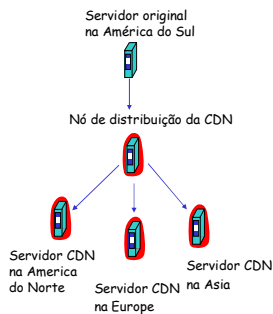 Servidor original
na América do Sul
Nó de distribuição da CDN
Servidor CDN
na America
do Norte
Servidor CDN
na Europe
Servidor CDN
na Asia